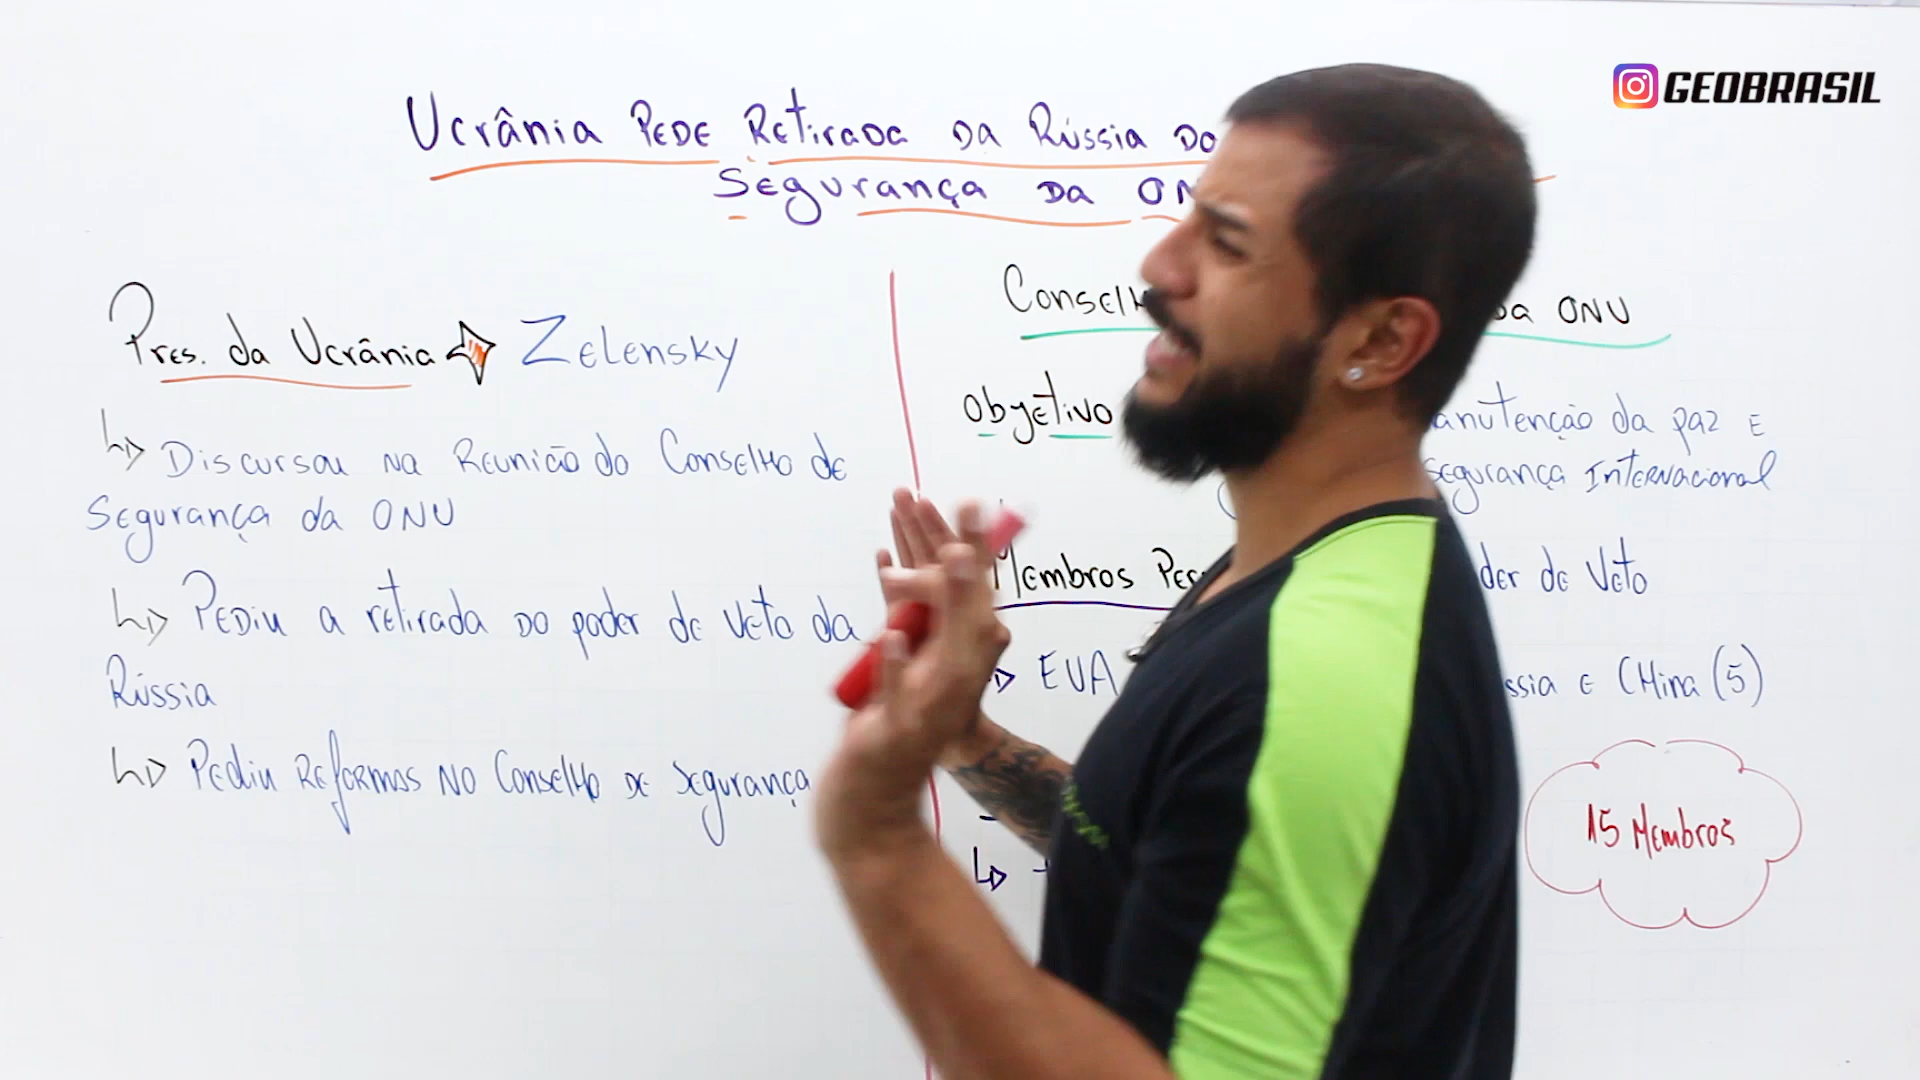 GEOBRASIL
Ucrânia Pede Retirada da Rússia do
Segurança da ON
Pres. da Ucrânia Zelensky
Discursou na Reunião do Conselho de
Segurança da ONU
Pediu a retirada do poder de veto da
Rússia
Pediu Reformas no Conselho de Segurança
Conselh da ONU
Objetivo anutenção da paz e
segurança Internacional
Membros Per der de Veto
EUA ssia e China (5)
15 Membros